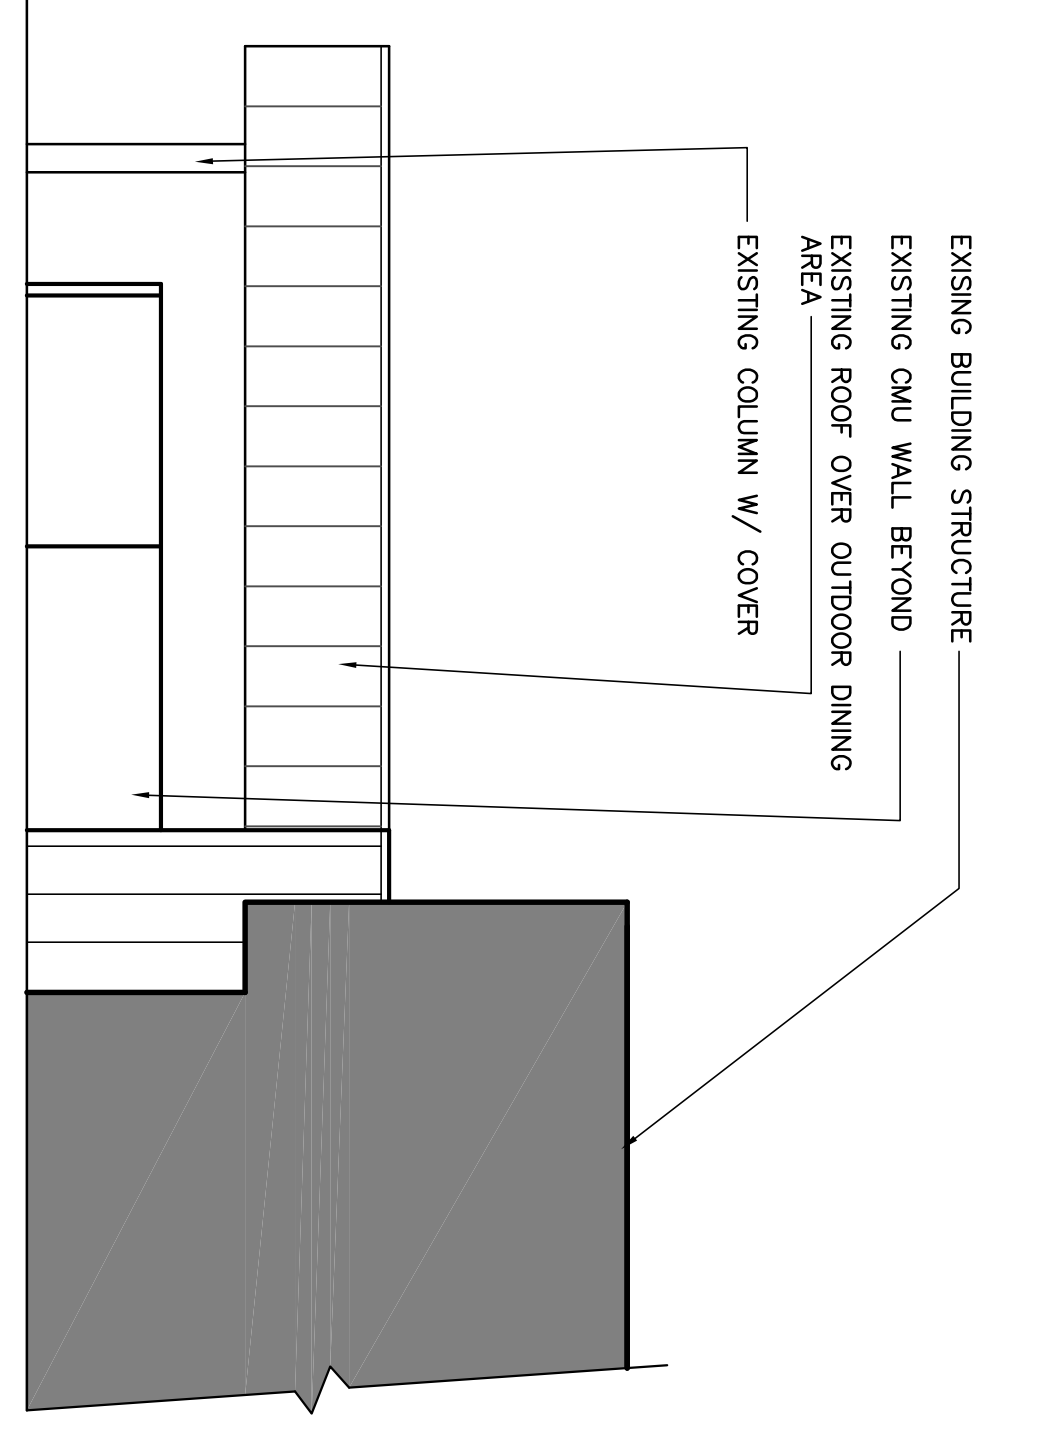 EXISING BUILDING STRUCTURE
EXISTING CMU WALL BEYOND
EXISTING ROOF OVER OUTDOOR DINING
AREA
EXISTING COLUMN W/ COVER